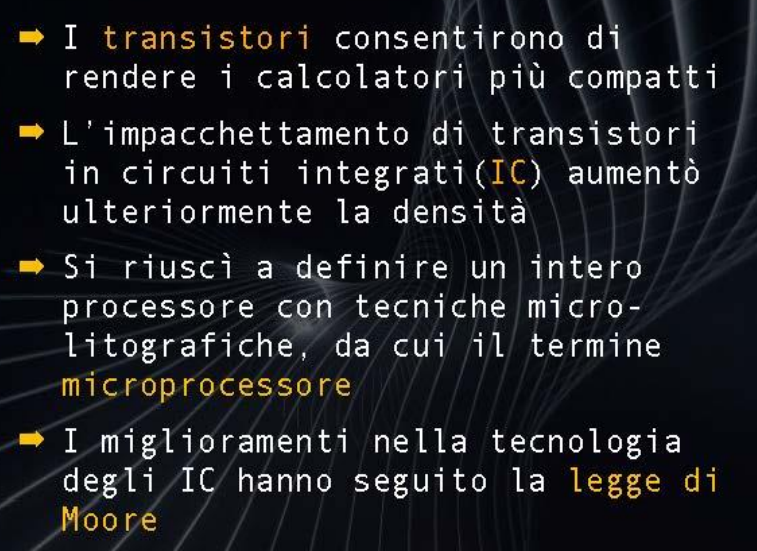 I transistori consentirono di
rendere i calcolatori più compatti
L'impacchettamento di transistori
in circuiti integrati(IC) aumentò
ulteriormente la densità
Si riuscì a definire un intero
processore con tecniche micro-
litografiche, da cui il termine
microprocessore
I miglioramenti nella tecnologia
degli IC hanno seguito la legge di
Moore